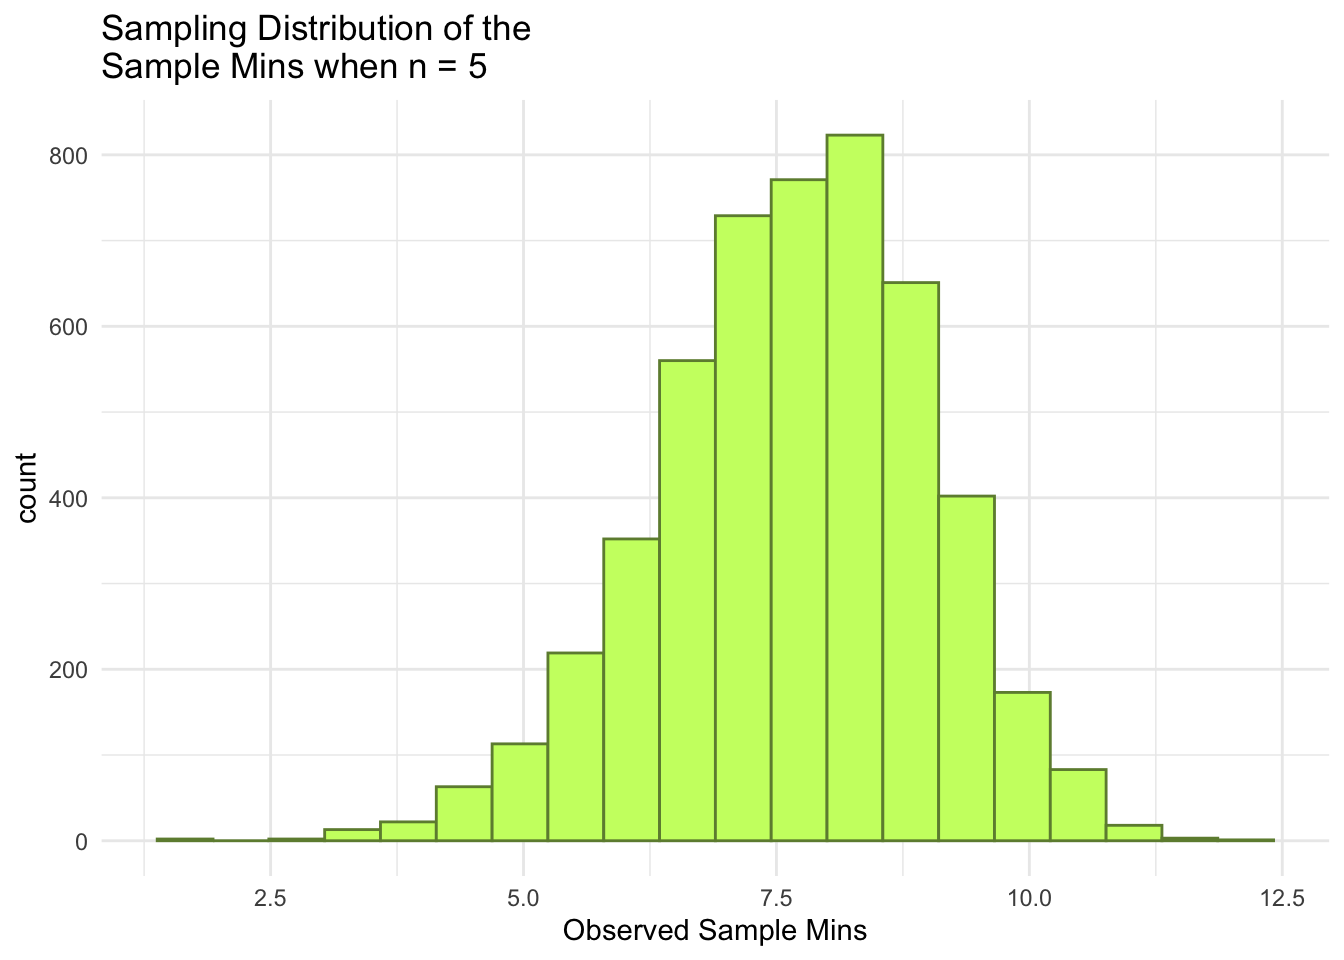 Sampling Distribution of the
Sample Mins when n = 5
800
600
400
200
0
count
2.5 5.0 7.5 10.0 12.5
Observed Sample Mins